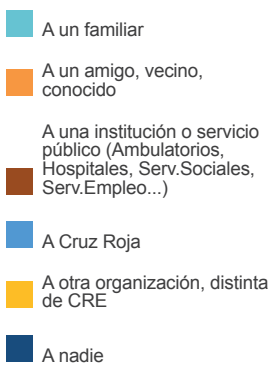 A un familiar
A un amigo, vecino,
conocido
A una institución o servicio
público (Ambulatorios,
Hospitales, Serv.Sociales,
Serv.Empleo...)
A Cruz Roja
A otra organización, distinta
de CRE
A nadie